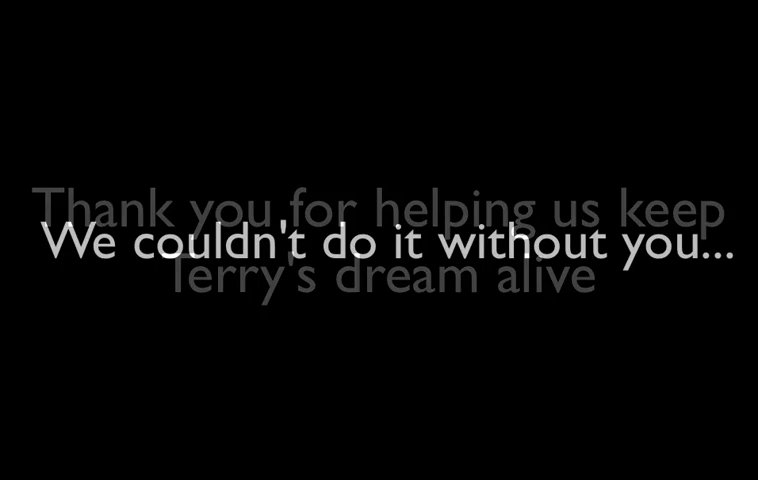 Thank you for helping us keep
We couldn't do it without you...
Terry's dream alive